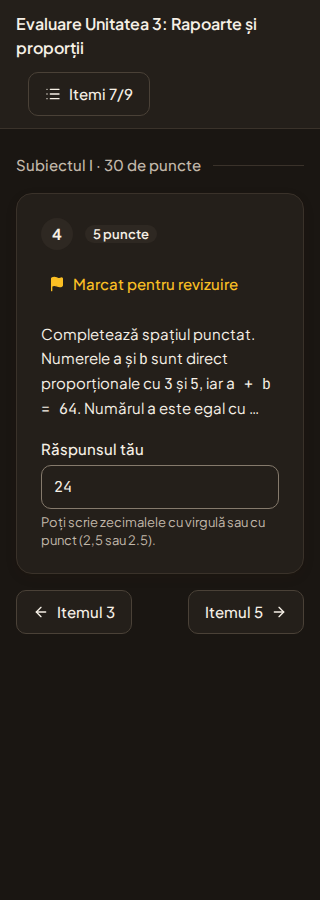 Evaluare Unitatea 3: Rapoarte și
proporții
Itemi 7/9
Subiectul I · 30 de puncte
4
5 puncte
Marcat pentru revizuire
Completează spațiul punctat.
Numerele a și b sunt direct
proporționale cu 3 și 5, iar a + b
= 64. Numărul a este egal cu …
Răspunsul tău
24
Poți scrie zecimalele cu virgulă sau cu
punct (2,5 sau 2.5).
← Itemul 3
Itemul 5 →